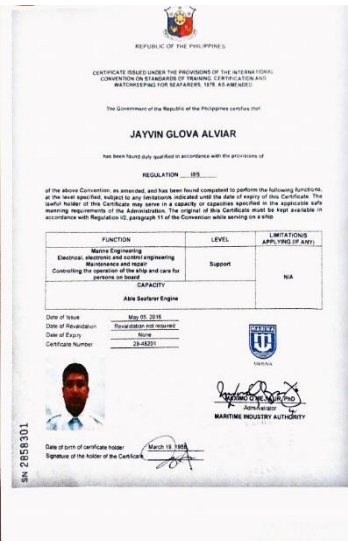 REPUBLIC OF THE PHILIPPINES
CERTIFICATE ISSUED UNDER THE PROVISIONS OF THE INTERNATIONAL
CONVENTION ON STANDARDS OF TRAINING, CERTIFICATION AND
WATCHKEEPING FOR SEAFARERS, 1978, AS AMENDED
The Government of the Republic of the Philippines certifies that
JAYVIN GLOVA ALVIAR
has been found duly qualified in accordance with the provisions of
REGULATION III/5
of the above Convention, as amended, and has been found competent to perform the following functions,
at the level specified, subject to any limitations indicated until the date of expiry of this Certificate. The
lawful holder of this Certificate may serve in a capacity or capacities specified in the applicable safe
manning requirements of the Administration. The original of this Certificate must be kept available in
accordance with Regulation I/2, paragraph 11 of the Convention while serving on a ship.
FUNCTION LEVEL LIMITATION/S
APPLYING (IF ANY)
Marine Engineering
Electrical, electronic and control engineering
Maintenance and repair
Controlling the operation of the ship and care for
persons on board
Support
N/A
CAPACITY
Able Seafarer Engine
Date of Issue May 05, 2016
Date of Revalidation Revalidation not required
Date of Expiry None
Certificate Number
MARINA
MARINA
MAXIMO Q MEJIA JR, PhD
Administrator
MARITIME INDUSTRY AUTHORITY
Date of birth of certificate holder March 19,
Signature of the holder of the Certificate
SN 2858301